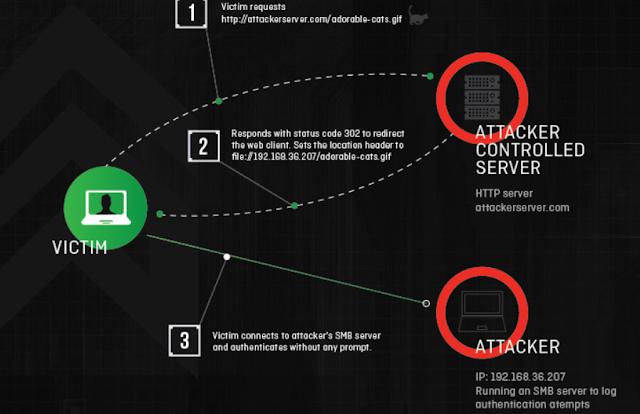 1
Victim requests
http://attackerserver.com/adorable-cats.gif
2
Responds with status code 302 to redirect
the web client. Sets the location header to
file://192.168.36.207/adorable-cats.gif
ATTACKER
CONTROLLED
SERVER
HTTP server
attackerserver.com
VICTIM
3
Victim connects to attacker's SMB server
and authenticates without any prompt.
ATTACKER
IP: 192.168.36.207
Running an SMB server to log
authentication atempts